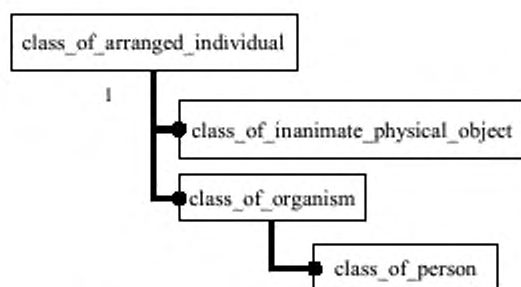 class_of_arranged_individual
1
class_of_inanimate_physical_object
class_of_organism
class_of_person